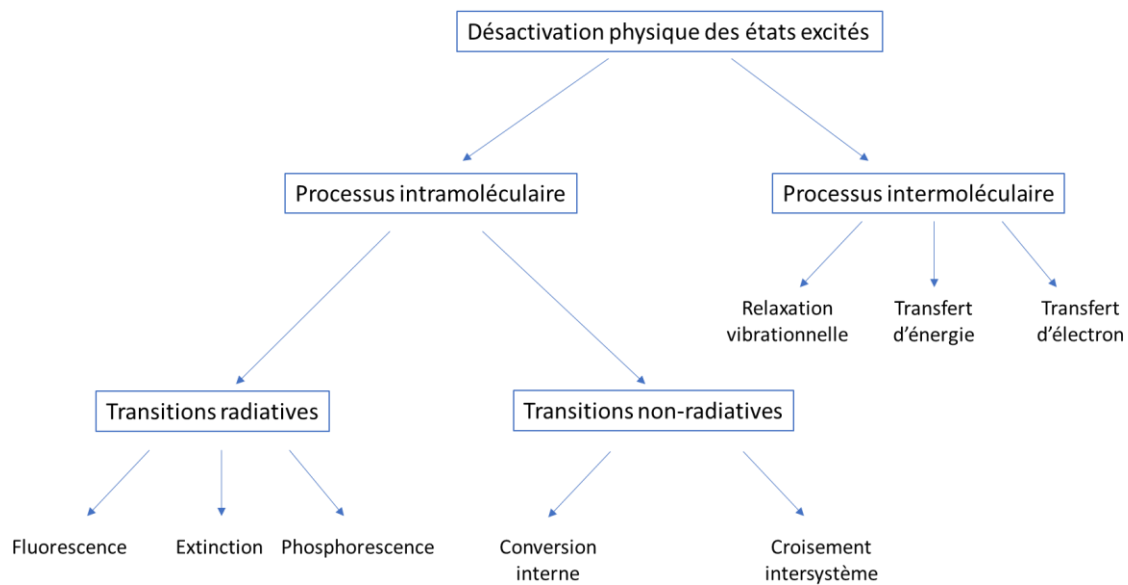 Désactivation physique des états excités
Processus intramoléculaire
Processus intermoléculaire
Relaxation
vibrationnelle
Transfert
d'énergie
Transfert
d'électron
Transitions radiatives
Transitions non-radiatives
Fluorescence
Extinction
Phosphorescence
Conversion
interne
Croisement
intersystème